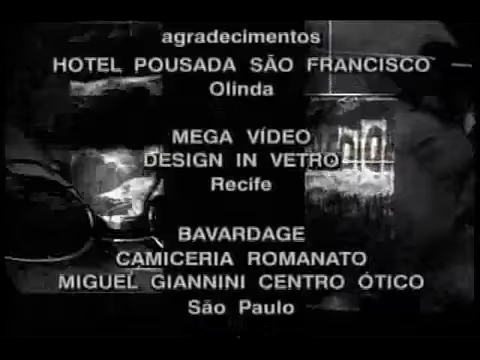 agradecimentos
HOTEL POUSADA SÃO FRANCISCO
Olinda
MEGA VÍDEO
DESIGN IN VETRO
Recife
BAVARDAGE
CAMICERIA ROMANATO
MIGUEL GIANNINI CENTRO ÓTICO
São Paulo